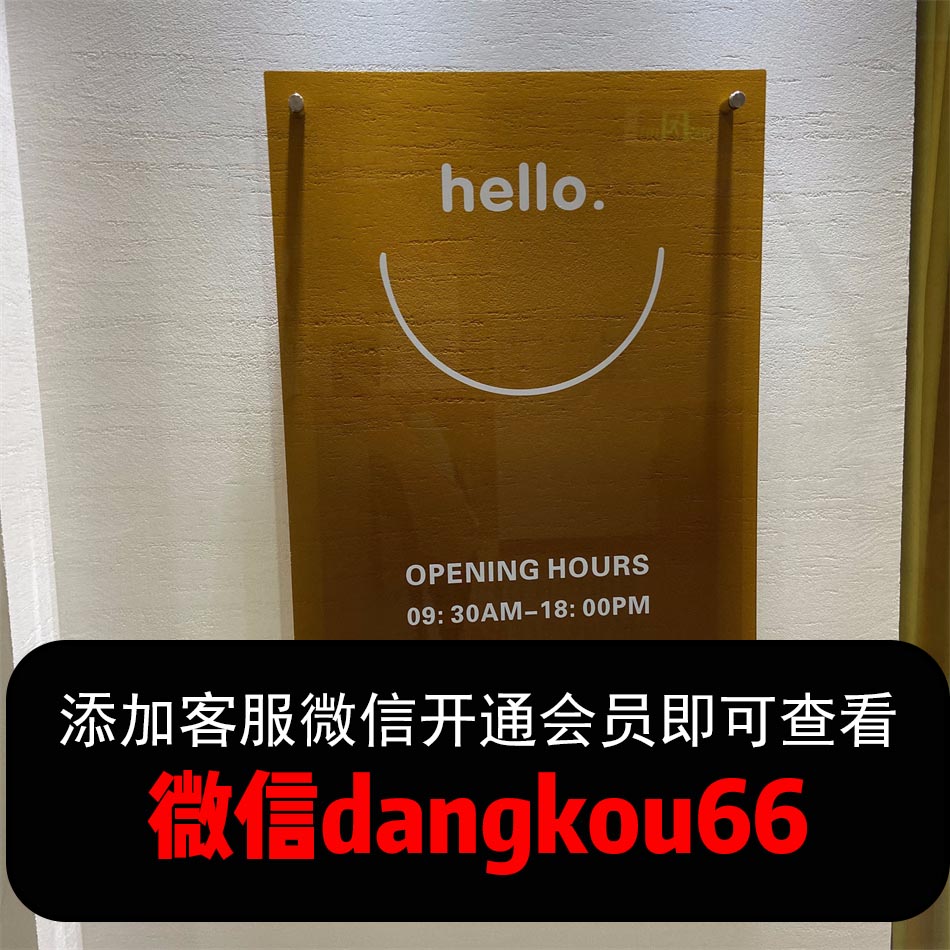 hello.
OPENING HOURS
09: 30AM–18: 00PM
添加客服微信开通会员即可查看
微信dangkou66